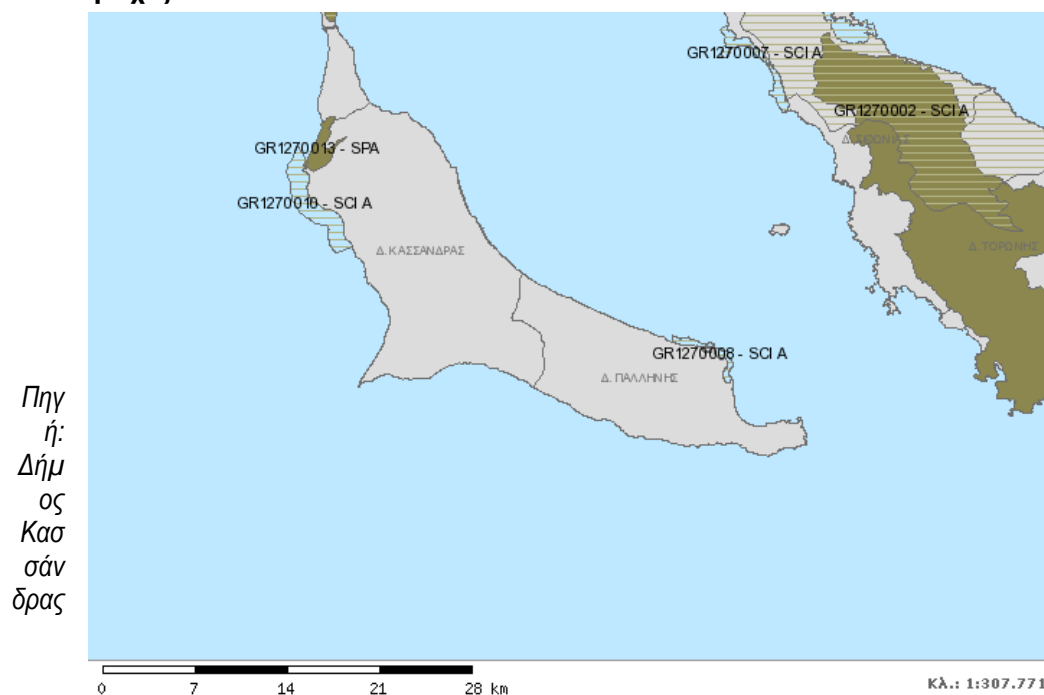 GR1270007 - SCI A
GR1270002 - SCI A
Δ. ΣΙΘΩΝΙΑΣ
GR1270013 - SPA
GR1270010 - SCI A
Δ. ΚΑΣΣΑΝΔΡΑΣ
Δ. ΤΟΡΩΝΗΣ
GR1270008 - SCI A
Δ. ΠΑΛΛΗΝΗΣ
Πηγ
ή:
Δήμ
ος
Κασ
σάν
δρας
0 7 14 21 28 km
Κλ.: 1:307.771